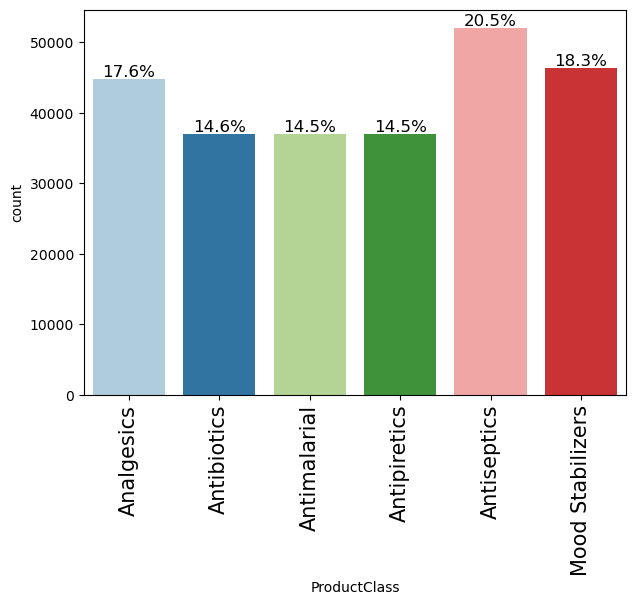 50000
40000
30000
20000
10000
0
count
17.6%
14.6%
14.5%
14.5%
20.5%
18.3%
Analgesics
Antibiotics
Antimalarial
Antipiretics
Antiseptics
Mood Stabilizers
ProductClass